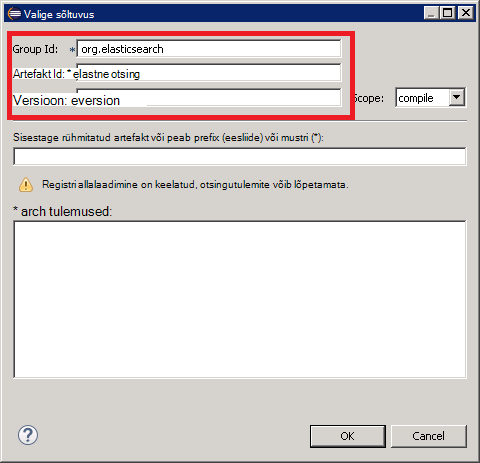 Valige sõltuvus
Group Id: * org.elasticsearch
Artefakt Id: * elastne otsing
Versioon: eversion
Scope: compile
Sisestage rühmitatud artefakt või peab prefix (eesliide) või mustri (*):
Registri allalaadimine on keelatud, otsingutulemite võib lõpetamata.
* arch tulemused:
?
OK Cancel